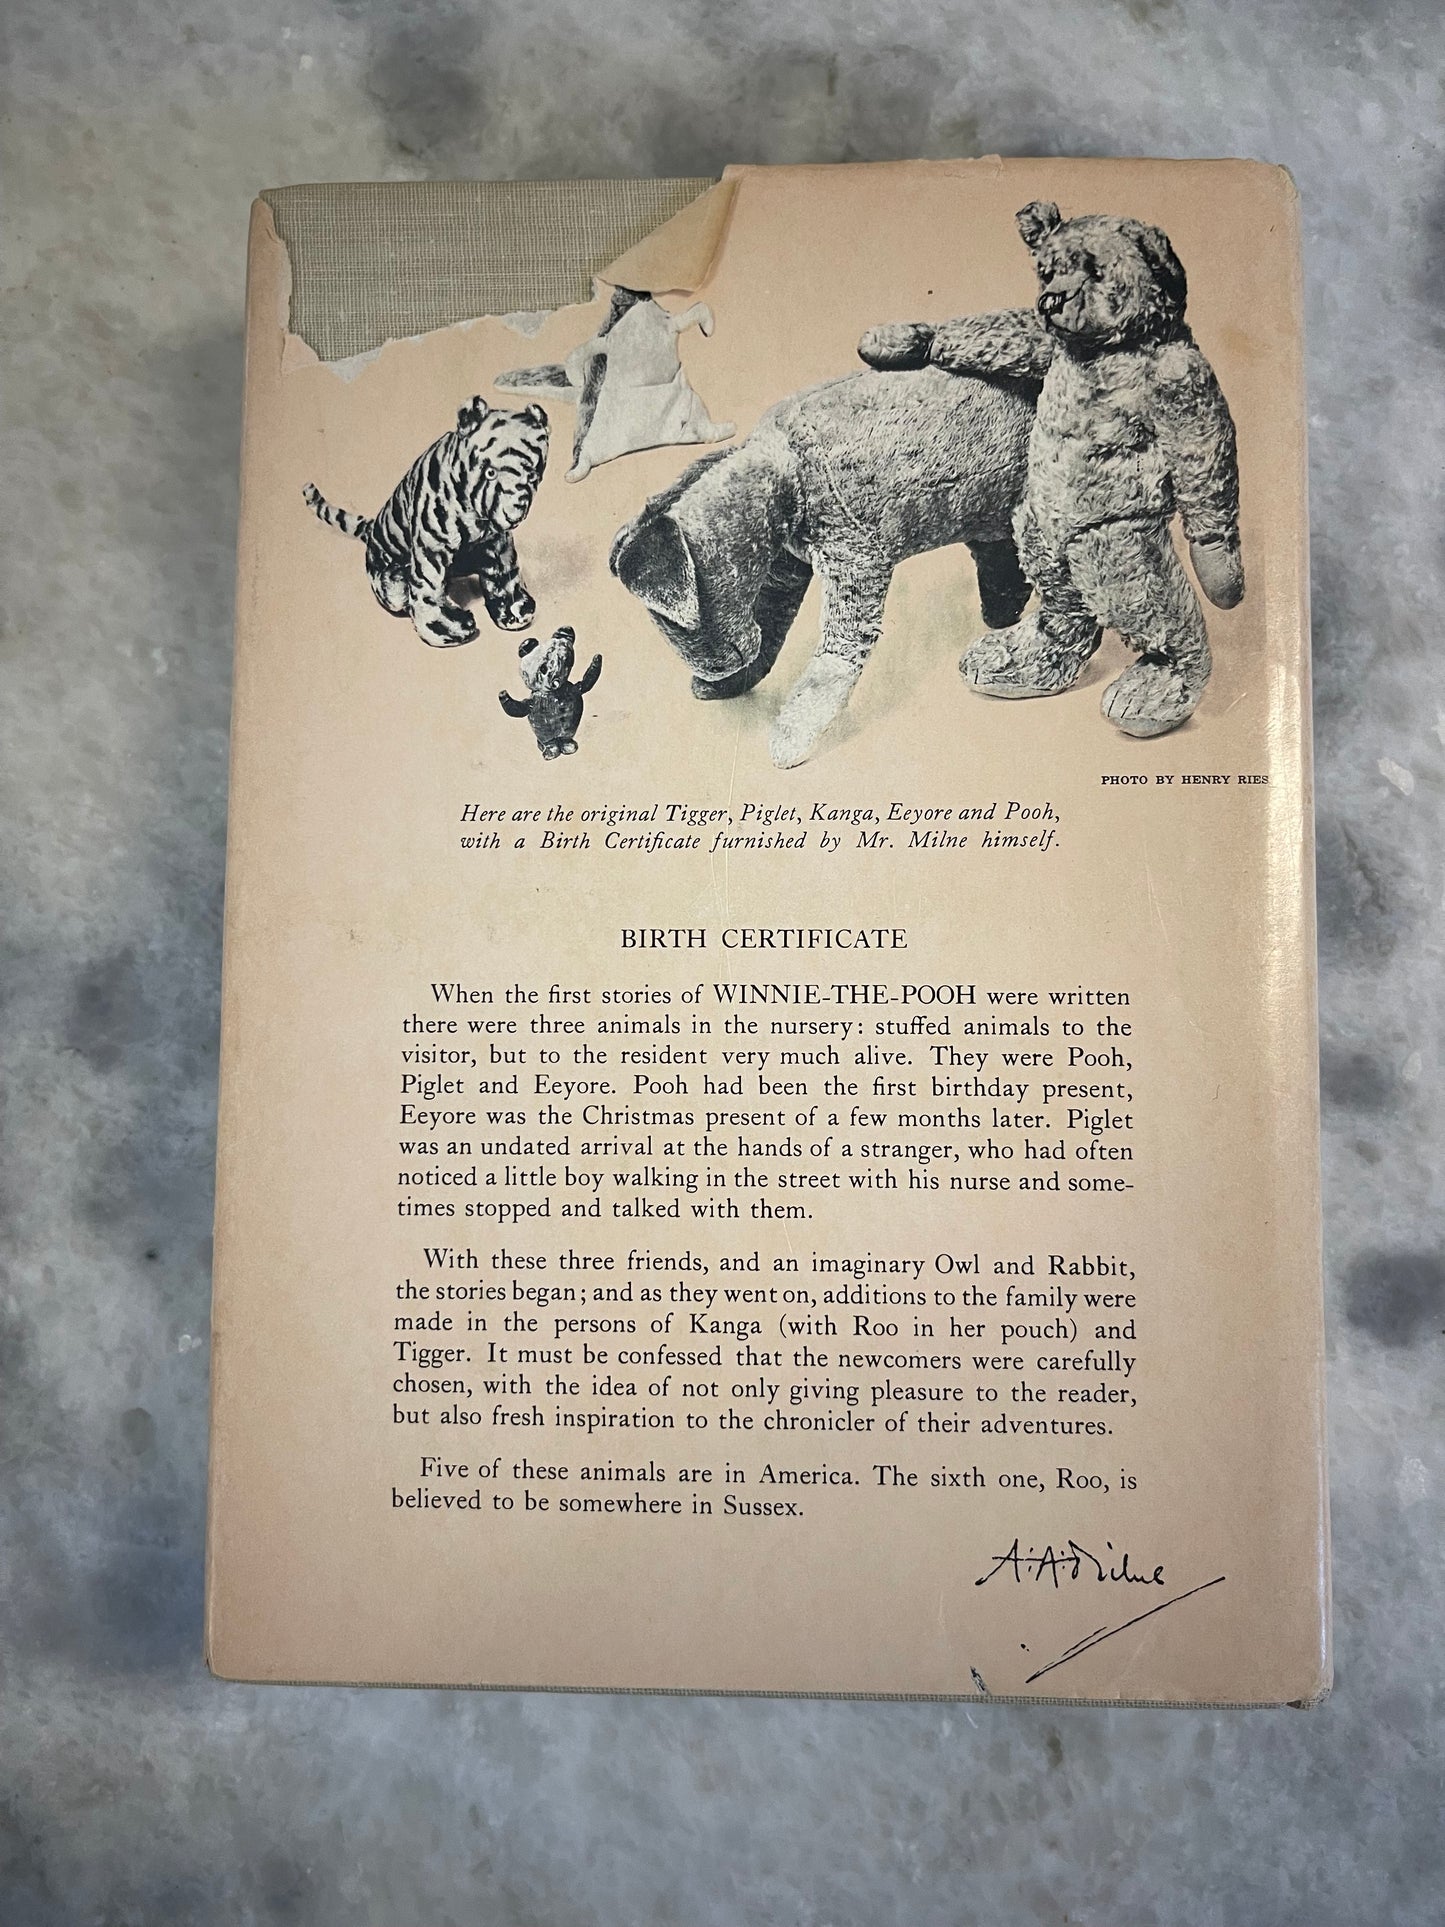 PHOTO BY HENRY RIES
Here are the original Tigger, Piglet, Kanga, Eeyore and Pooh,
with a Birth Certificate furnished by Mr. Milne himself.
BIRTH CERTIFICATE
When the first stories of WINNIE-THE-POOH were written
there were three animals in the nursery: stuffed animals to the
visitor, but to the resident very much alive. They were Pooh,
Piglet and Eeyore. Pooh had been the first birthday present,
Eeyore was the Christmas present of a few months later. Piglet
was an undated arrival at the hands of a stranger, who had often
noticed a little boy walking in the street with his nurse and some-
times stopped and talked with them.
With these three friends, and an imaginary Owl and Rabbit,
the stories began; and as they went on, additions to the family were
made in the persons of Kanga (with Roo in her pouch) and
Tigger. It must be confessed that the newcomers were carefully
chosen, with the idea of not only giving pleasure to the reader,
but also fresh inspiration to the chronicler of their adventures.
Five of these animals are in America. The sixth one, Roo, is
believed to be somewhere in Sussex.
A. A. Milne